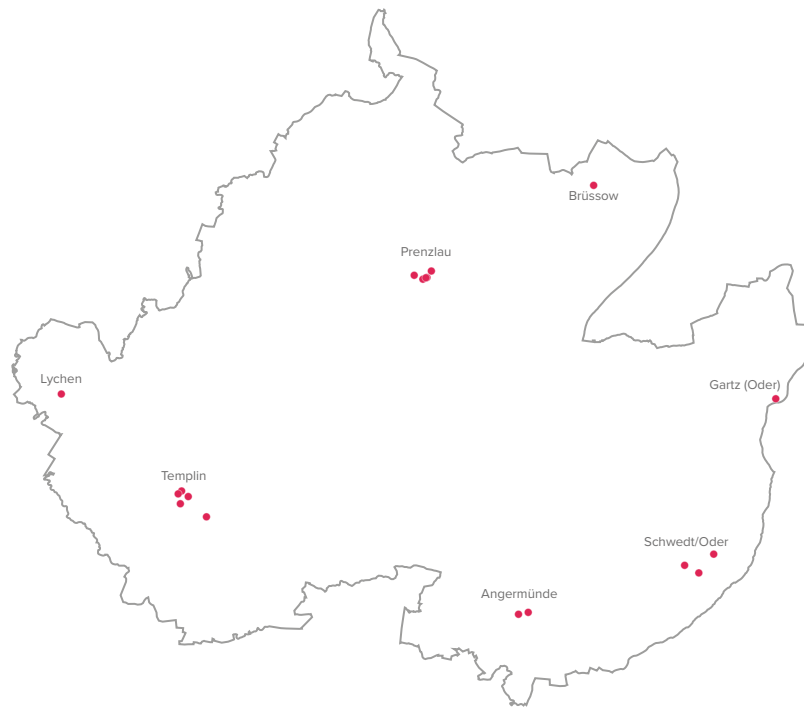 Brüssow
Prenzlau
Lychen
Gartz (Oder)
Templin
Schwedt/Oder
Angermünde